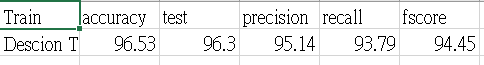 Train accuracy test precision recall fscore
Descion T 96.53 96.3 95.14 93.79 94.45